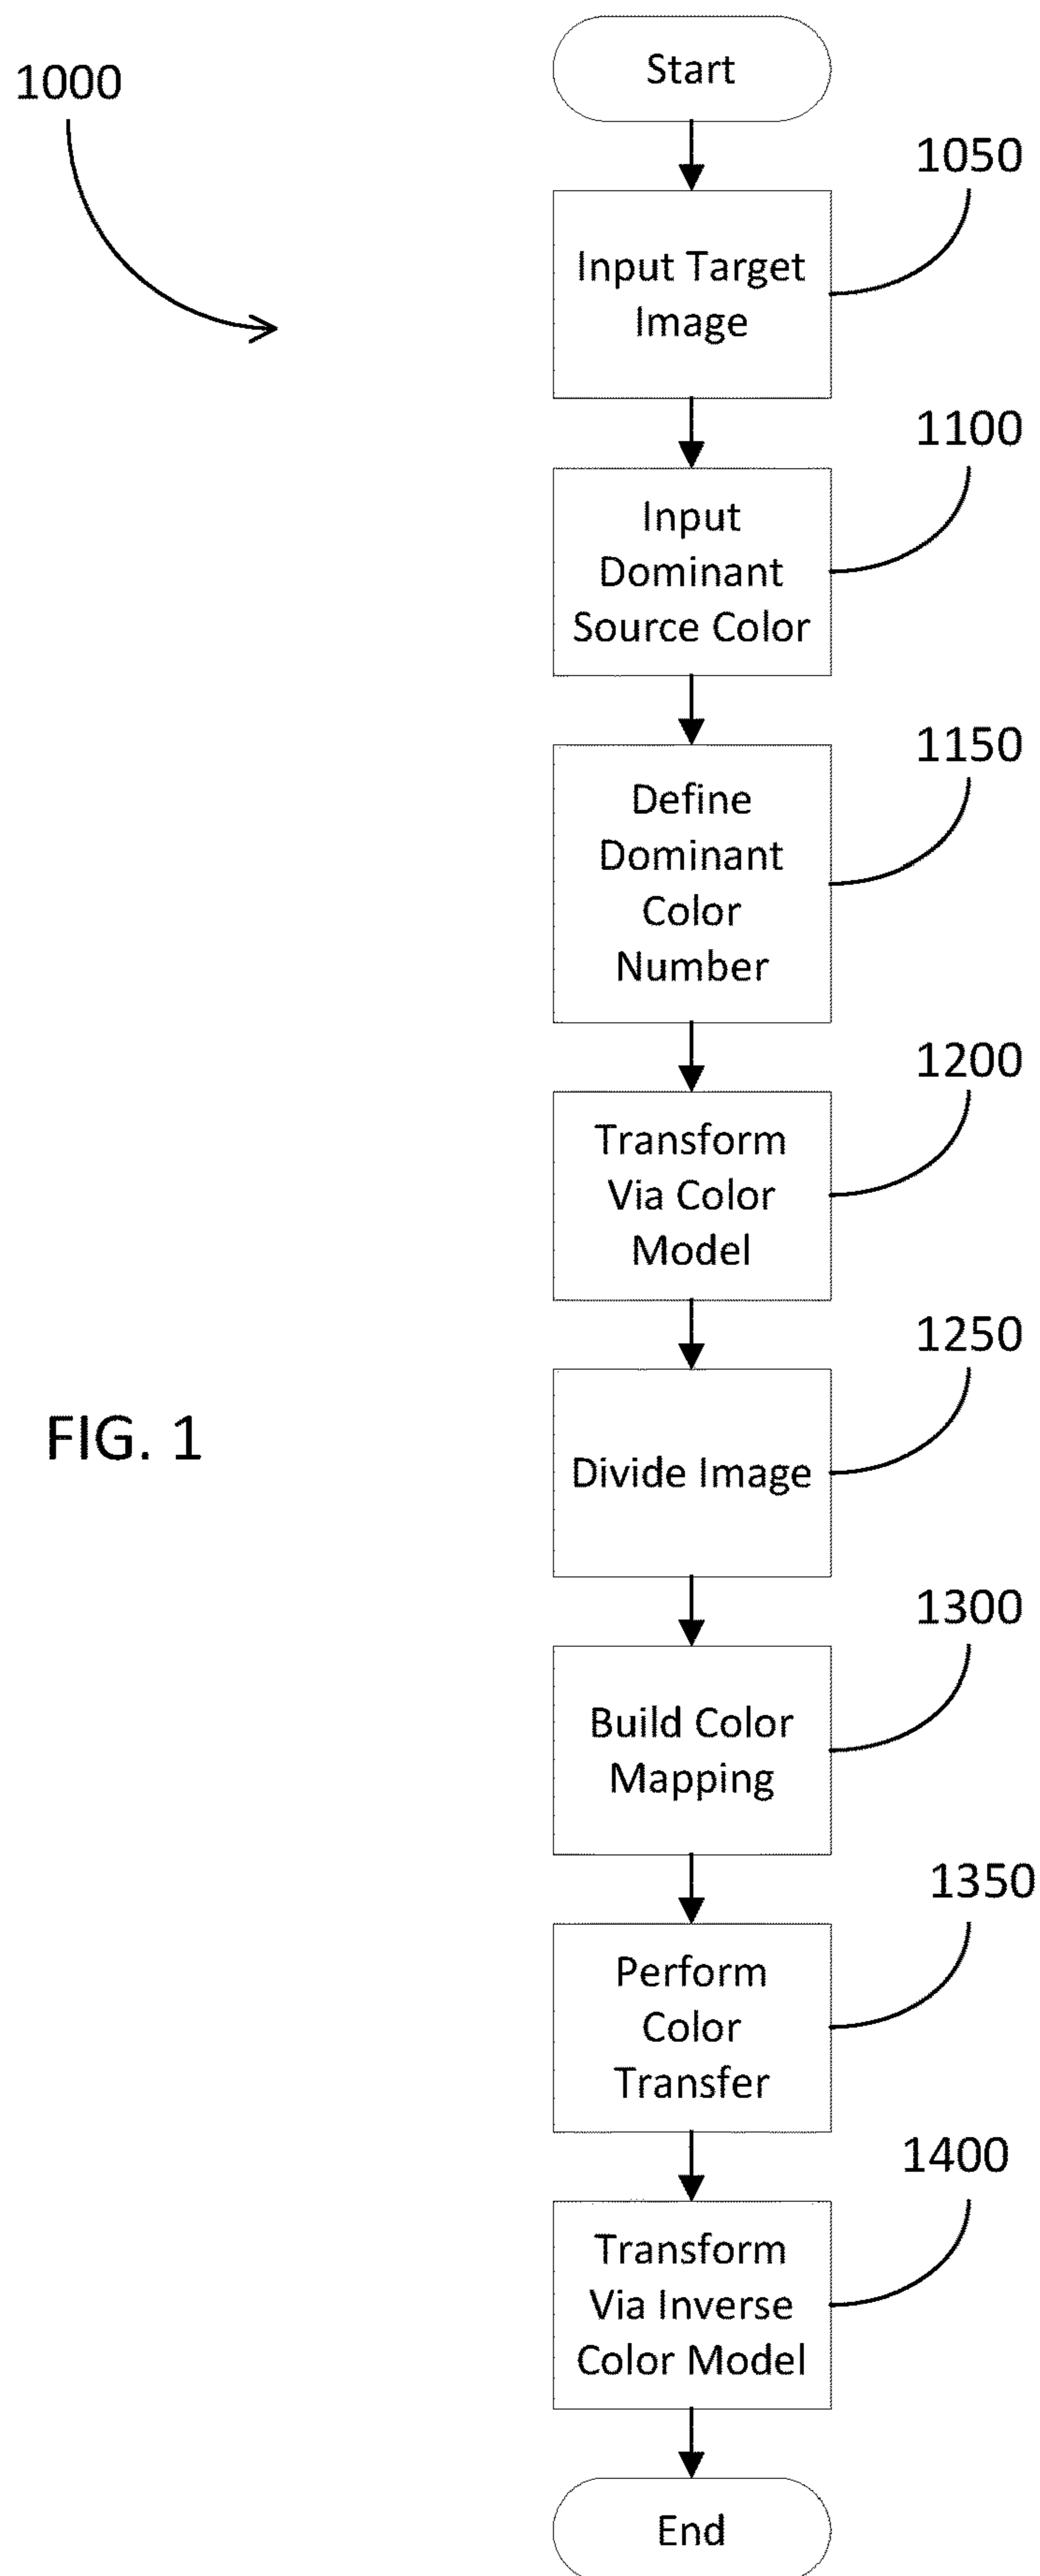 Start
1000
1050
Input Target
Image
1100
Input
Dominant
Source Color
1150
Define
Dominant
Color
Number
1200
Transform
Via Color
Model
1250
Divide Image
FIG. 1
1300
Build Color
Mapping
1350
Perform
Color
Transfer
1400
Transform
Via Inverse
Color Model
End